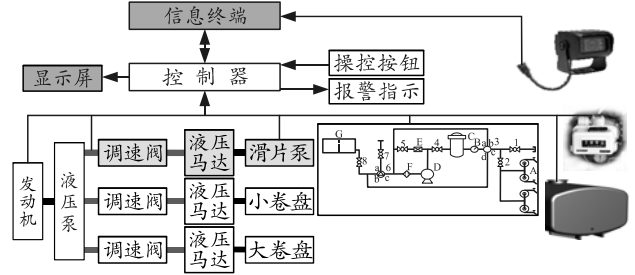 信息终端
显示屏
控制器
操控按钮
报警指示
发动机
液压泵
调速阀
液压
马达
滑片泵
调速阀
液压
马达
小卷盘
调速阀
液压
马达
大卷盘
G
8
7
a
b
c
6
5
E
4
F
D
C
B
a
b
c
d
3
1
2
A